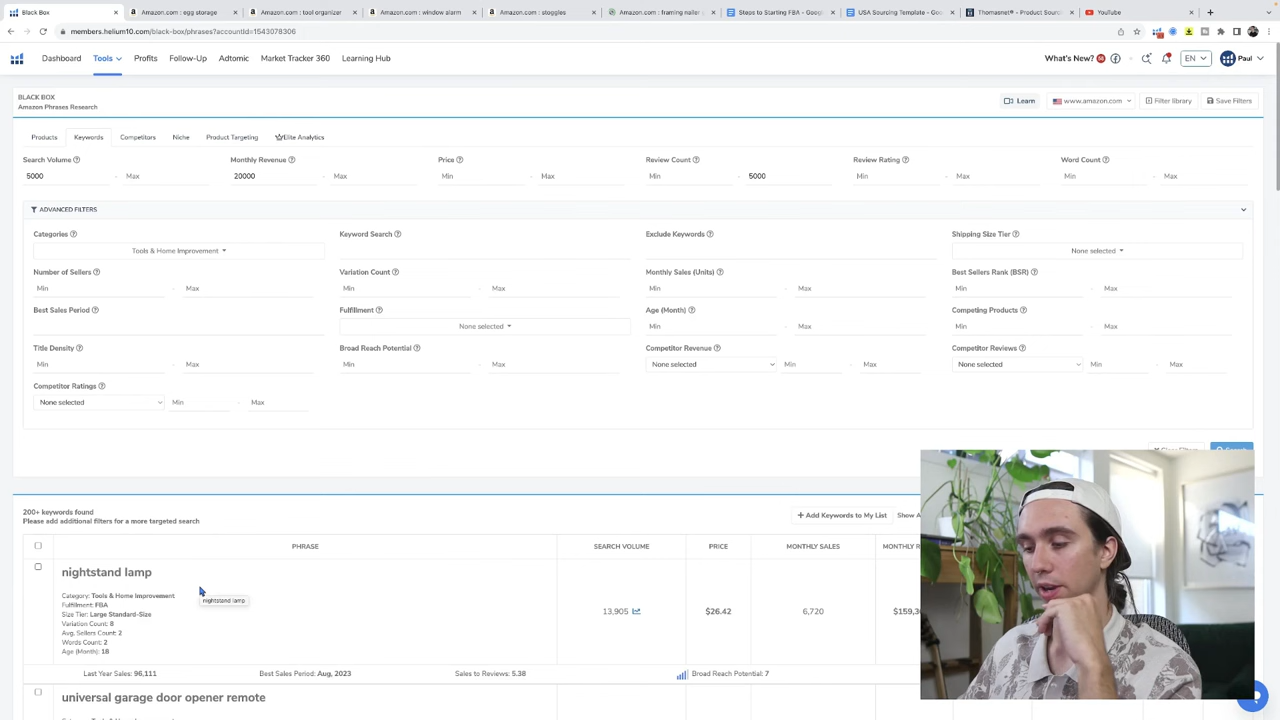 Black Box
Amazon.com : egg storage
Amazon.com : tool organizer
Amazon.com : window
Amazon.com : stoggles
Amazon.com : framing nailer
Steps to Starting FBA - Googl
USA Sourcing Template - Goo
Thomasnet® - Product Sourci
YouTube
members.helium10.com/black-box/phrases?accountId=1543078306
Dashboard Tools Profits Follow-Up Adtomic Market Tracker 360 Learning Hub What's New? EN Paul
BLACK BOX
Amazon Phrases Research
Learn www.amazon.com Filter library Save Filters
Products Keywords Competitors Niche Product Targeting Elite Analytics
Search Volume Monthly Revenue Price Review Count Review Rating Word Count
5000 - Max 20000 - Max Min - Max Min - 5000 Min - Max Min - Max
ADVANCED FILTERS
Categories Keyword Search Exclude Keywords Shipping Size Tier
Tools & Home Improvement None selected
Number of Sellers Variation Count Monthly Sales (Units) Best Sellers Rank (BSR)
Min - Max Min - Max Min - Max Min - Max
Best Sales Period Fulfillment Age (Month) Competing Products
None selected Min - Max Min - Max
Title Density Broad Reach Potential Competitor Revenue Competitor Reviews
Min - Max Min - Max None selected Min - Max None selected Min - Max
Competitor Ratings
None selected Min - Max
200+ keywords found
Please add additional filters for a more targeted search
+ Add Keywords to My List Show A
PHRASE SEARCH VOLUME PRICE MONTHLY SALES MONTHLY R
nightstand lamp
Category: Tools & Home Improvement
nightstand lamp
Fulfillment: FBA
Size Tier: Large Standard-Size
13,905 $26.42 6,720 $159,3
Variation Count: 8
Avg. Sellers Count: 2
Words Count: 2
Age (Month): 18
Last Year Sales: 96,111 Best Sales Period: Aug, 2023 Sales to Reviews: 5.38 Broad Reach Potential: 7
universal garage door opener remote